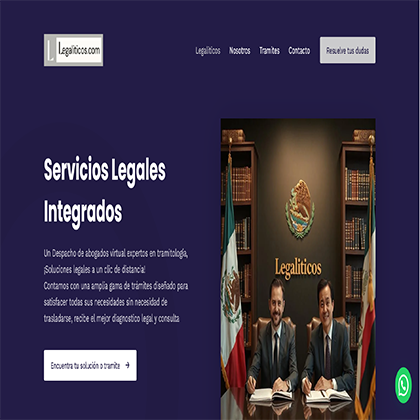 Legaliticos.com
Legaliticos
Nosotros
Tramites
Contacto
Resuelve tus dudas
Servicios Legales
Integrados
Un Despacho de abogados virtual expertos en tramitología,
¡Soluciones legales a un clic de distancia!
Contamos con una amplia gama de trámites diseñado para
satisfacer todas sus necesidades sin necesidad de
trasladarse, recibe el mejor diagnostico legal y consulta
Encuentra tu solución o tramite
Legaliticos